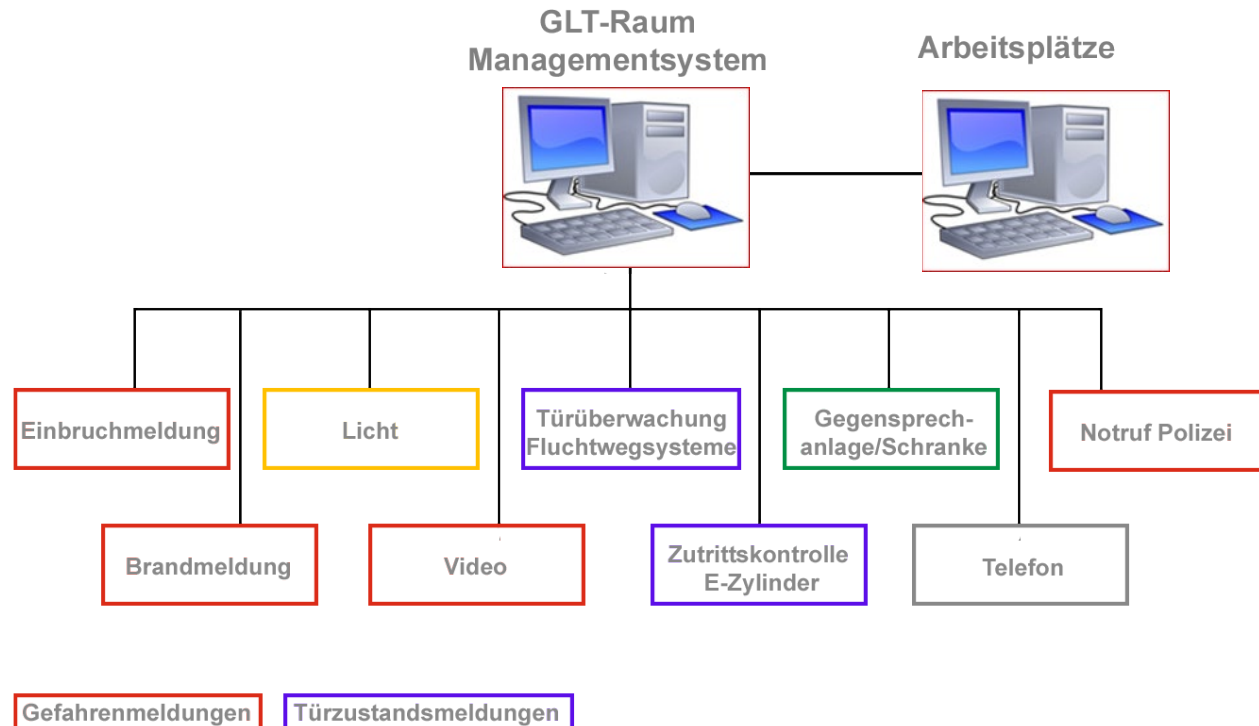 GLT-Raum
Managementsystem
Arbeitsplätze
Einbruchmeldung
Licht
Türüberwachung
Fluchtwegsysteme
Gegensprech-
anlage/Schranke
Notruf Polizei
Brandmeldung
Video
Zutrittskontrolle
E-Zylinder
Telefon
Gefahrenmeldungen
Türzustandsmeldungen